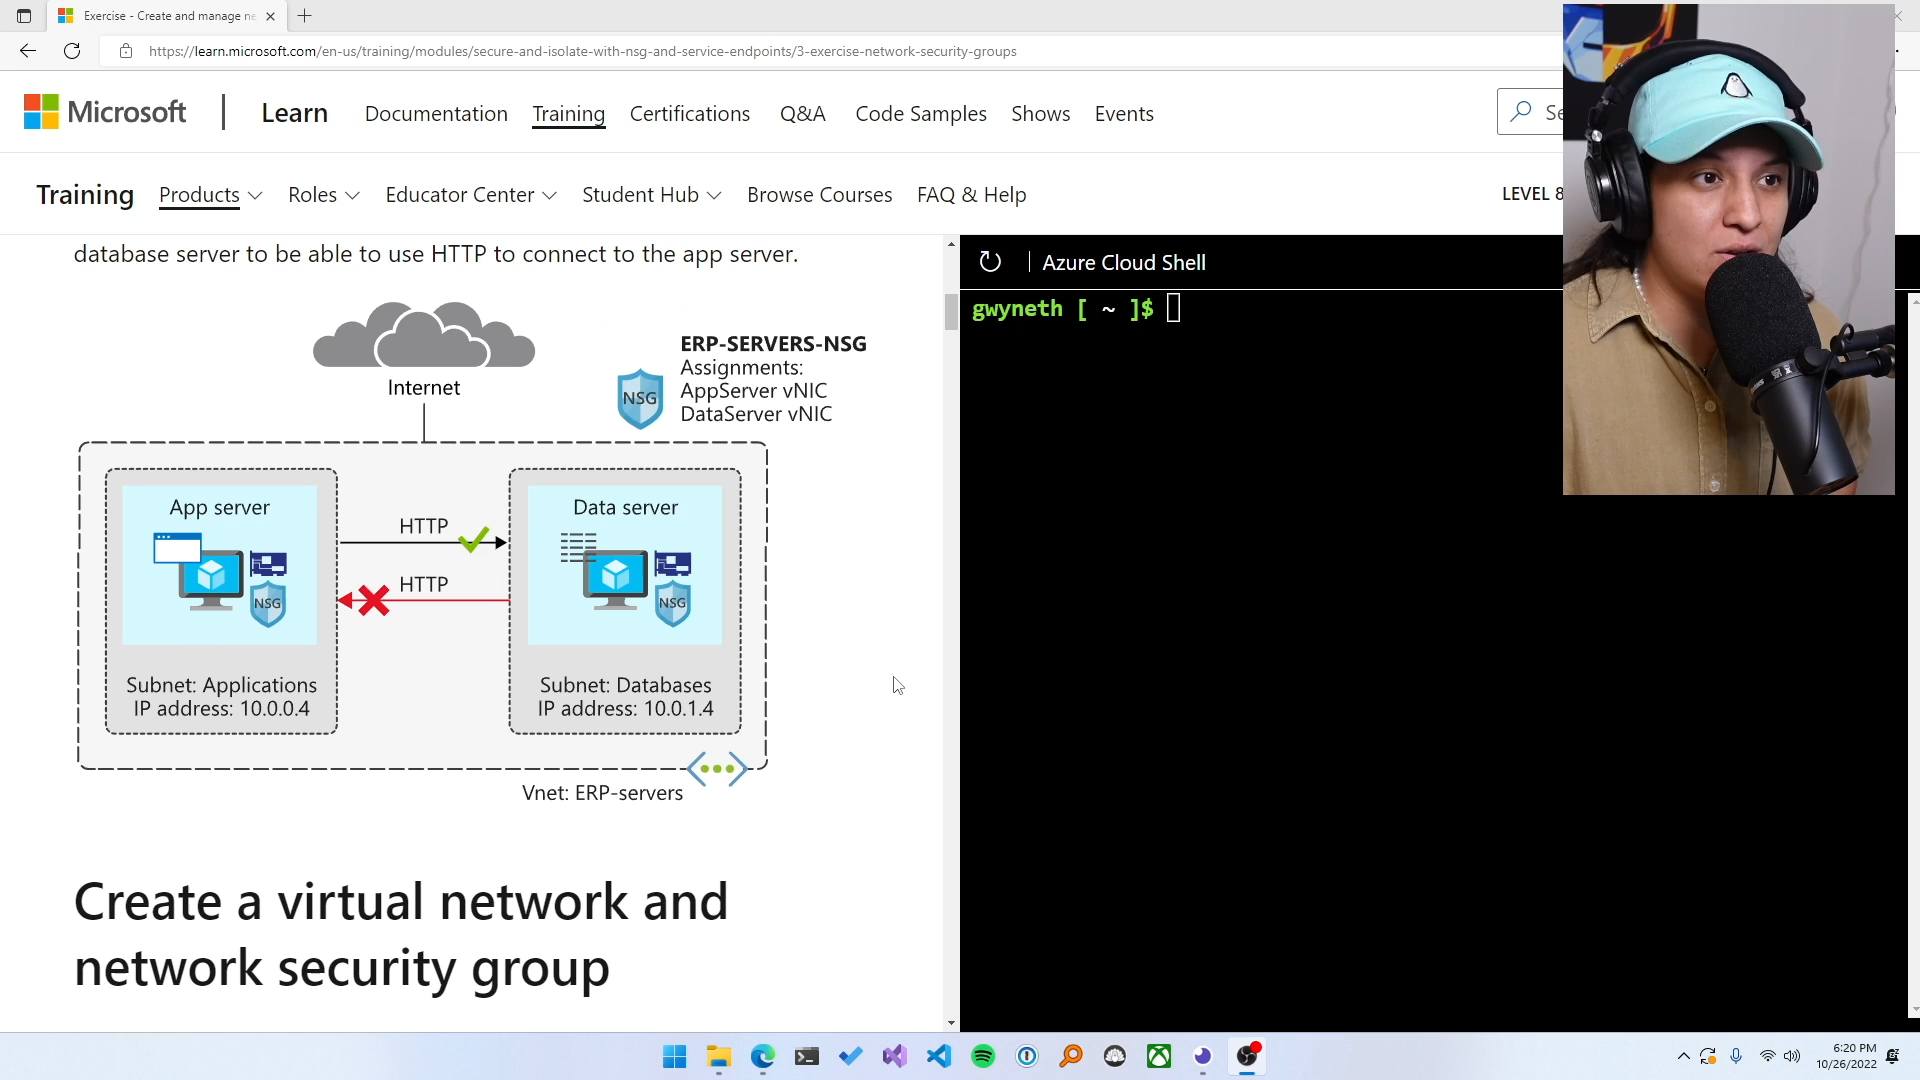 Exercise - Create and manage ne
https://learn.microsoft.com/en-us/training/modules/secure-and-isolate-with-nsg-and-service-endpoints/3-exercise-network-security-groups
Microsoft Learn Documentation Training Certifications Q&A Code Samples Shows Events Se
Training Products Roles Educator Center Student Hub Browse Courses FAQ & Help LEVEL 8
database server to be able to use HTTP to connect to the app server.
Internet
ERP-SERVERS-NSG
Assignments:
AppServer vNIC
DataServer vNIC
NSG
App server
NSG
Subnet: Applications
IP address: 10.0.0.4
HTTP
HTTP
Data server
NSG
Subnet: Databases
IP address: 10.0.1.4
Vnet: ERP-servers
Create a virtual network and
network security group
Azure Cloud Shell
gwyneth [ ~ ]$
6:20 PM
10/26/2022